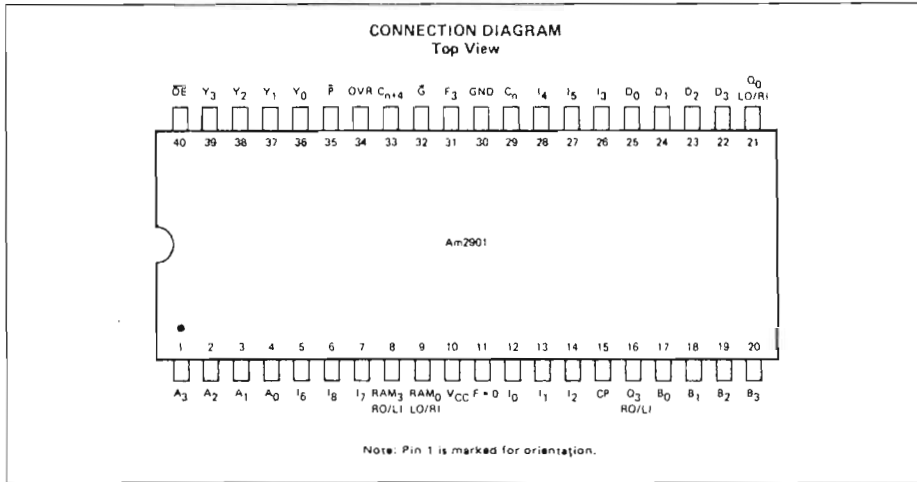 CONNECTION DIAGRAM
Top View
O̅E̅ Y3 Y2 Y1 Y0 P̅ OVR Cn+4 G̅ F3 GND Cn I4 I5 I3 D0 D1 D2 D3 Q0
LO/RI
40 39 38 37 36 35 34 33 32 31 30 29 28 27 26 25 24 23 22 21
Am2901
1 2 3 4 5 6 7 8 9 10 11 12 13 14 15 16 17 18 19 20
A3 A2 A1 A0 I6 I8 I7 RAM3 RAM0 VCC F = 0 I0 I1 I2 CP Q3 B0 B1 B2 B3
RO/LI LO/RI RO/LI
Note: Pin 1 is marked for orientation.